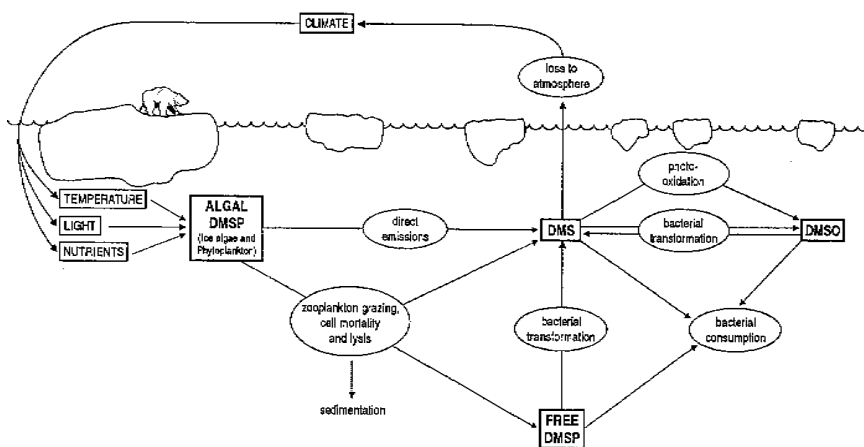 CLIMATE
loss to
atmosphere
TEMPERATURE
LIGHT
NUTRIENTS
ALGAL
DMSP
(Ice algae and
Phytoplankton)
direct
emissions
DMS
photo-
oxidation
bacterial
transformation
DMSO
zooplankton grazing,
cell mortality
and lysis
bacterial
transformation
bacterial
consumption
sedimentation
FREE
DMSP